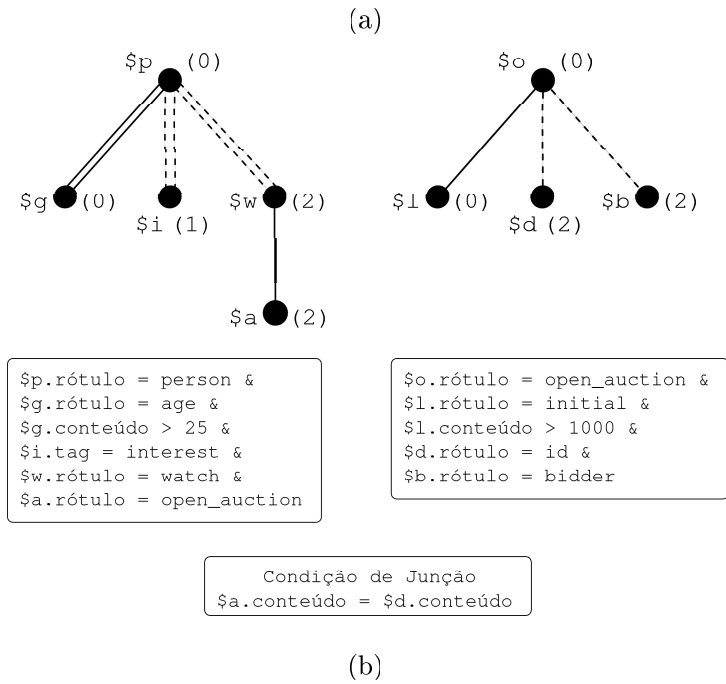 (a)
$p (0)
$o (0)
$g (0)
$i (1)
$w (2)
$l (0)
$d (2)
$b (2)
$a (2)
$p.rótulo = person &
$g.rótulo = age &
$g.conteúdo > 25 &
$i.tag = interest &
$w.rótulo = watch &
$a.rótulo = open_auction
$o.rótulo = open_auction &
$l.rótulo = initial &
$l.conteúdo > 1000 &
$d.rótulo = id &
$b.rótulo = bidder
Condição de Junção
$a.conteúdo = $d.conteúdo
(b)